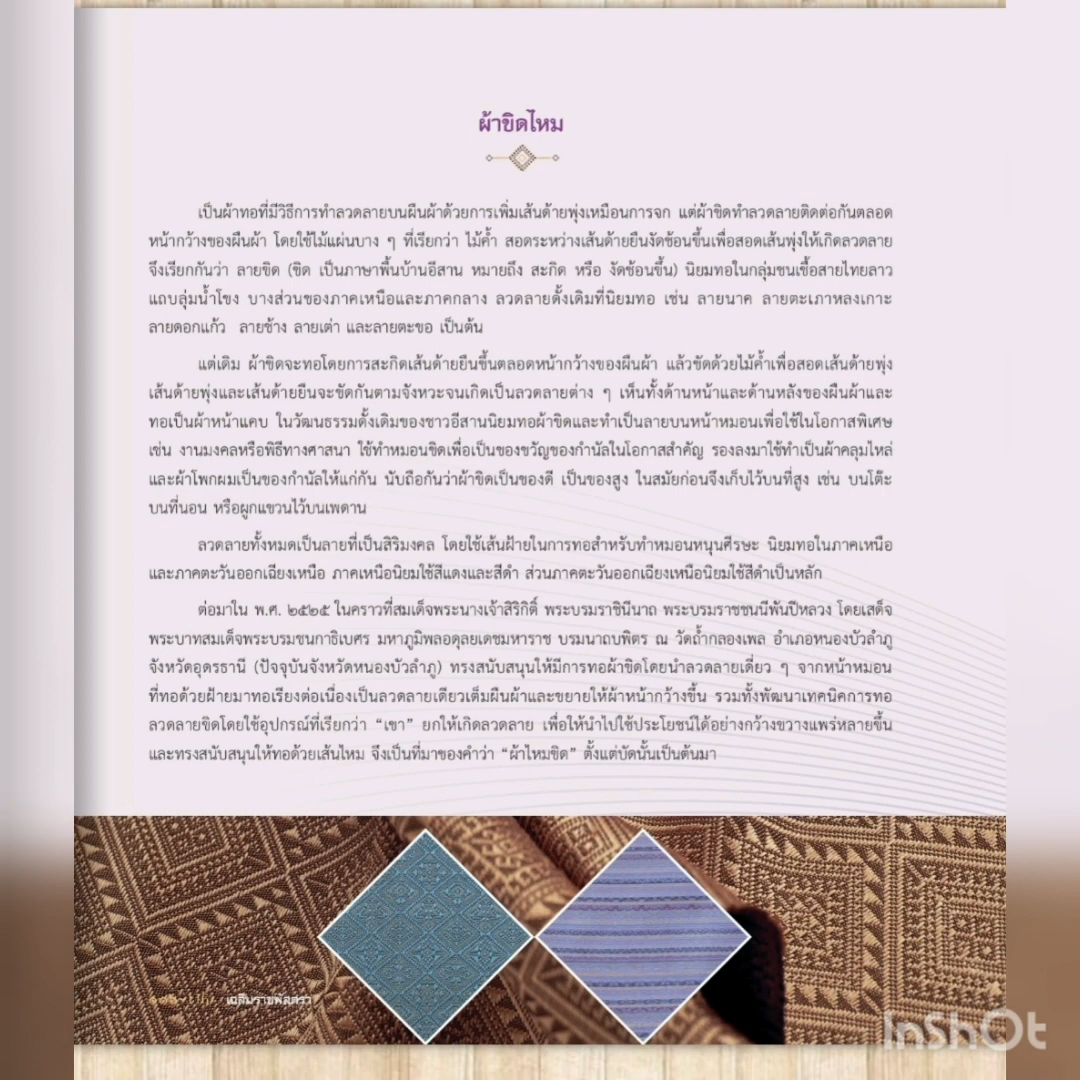 ผ้าขิดไหม
เป็นผ้าทอที่มีวิธีการทำลวดลายบนผืนผ้าด้วยการเพิ่มเส้นด้ายพุ่งเหมือนการจก แต่ผ้าขิดทำลวดลายติดต่อกันตลอด
หน้ากว้างของผืนผ้า โดยใช้ไม้แผ่นบาง ๆ ที่เรียกว่า ไม้ค้ำ สอดระหว่างเส้นด้ายยืนงัดช้อนขึ้นเพื่อสอดเส้นพุ่งให้เกิดลวดลาย
จึงเรียกกันว่า ลายขิด (ขิด เป็นภาษาพื้นบ้านอีสาน หมายถึง สะกิด หรือ งัดช้อนขึ้น) นิยมทอในกลุ่มชนเชื้อสายไทยลาว
แถบลุ่มน้ำโขง บางส่วนของภาคเหนือและภาคกลาง ลวดลายดั้งเดิมที่นิยมทอ เช่น ลายนาค ลายตะเภาหลงเกาะ
ลายดอกแก้ว ลายช้าง ลายเต่า และลายตะขอ เป็นต้น
แต่เดิม ผ้าขิดจะทอโดยการสะกิดเส้นด้ายยืนขึ้นตลอดหน้ากว้างของผืนผ้า แล้วขัดด้วยไม้ค้ำเพื่อสอดเส้นด้ายพุ่ง
เส้นด้ายพุ่งและเส้นด้ายยืนจะขัดกันตามจังหวะจนเกิดเป็นลวดลายต่าง ๆ เห็นทั้งด้านหน้าและด้านหลังของผืนผ้าและ
ทอเป็นผ้าหน้าแคบ ในวัฒนธรรมดั้งเดิมของชาวอีสานนิยมทอผ้าขิดและทำเป็นลายบนหน้าหมอนเพื่อใช้ในโอกาสพิเศษ
เช่น งานมงคลหรือพิธีทางศาสนา ใช้ทำหมอนขิดเพื่อเป็นของขวัญของกำนัลในโอกาสสำคัญ รองลงมาใช้ทำเป็นผ้าคลุมไหล่
และผ้าโพกผมเป็นของกำนัลให้แก่กัน นับถือกันว่าผ้าขิดเป็นของดี เป็นของสูง ในสมัยก่อนจึงเก็บไว้บนที่สูง เช่น บนโต๊ะ
บนที่นอน หรือผูกแขวนไว้บนเพดาน
ลวดลายทั้งหมดเป็นลายที่เป็นสิริมงคล โดยใช้เส้นฝ้ายในการทอสำหรับทำหมอนหนุนศีรษะ นิยมทอในภาคเหนือ
และภาคตะวันออกเฉียงเหนือ ภาคเหนือนิยมใช้สีแดงและสีดำ ส่วนภาคตะวันออกเฉียงเหนือนิยมใช้สีดำเป็นหลัก
ต่อมาใน พ.ศ. ๒๕๒๕ ในคราวที่สมเด็จพระนางเจ้าสิริกิติ์ พระบรมราชินีนาถ พระบรมราชชนนีพันปีหลวง โดยเสด็จ
พระบาทสมเด็จพระบรมชนกาธิเบศร มหาภูมิพลอดุลยเดชมหาราช บรมนาถบพิตร ณ วัดถ้ำกลองเพล อำเภอหนองบัวลำภู
จังหวัดอุดรธานี (ปัจจุบันจังหวัดหนองบัวลำภู) ทรงสนับสนุนให้มีการทอผ้าขิดโดยนำลวดลายเดี่ยว ๆ จากหน้าหมอน
ที่ทอด้วยฝ้ายมาทอเรียงต่อเนื่องเป็นลวดลายเดียวเต็มผืนผ้าและขยายให้ผ้าหน้ากว้างขึ้น รวมทั้งพัฒนาเทคนิคการทอ
ลวดลายขิดโดยใช้อุปกรณ์ที่เรียกว่า “เขา” ยกให้เกิดลวดลาย เพื่อให้นำไปใช้ประโยชน์ได้อย่างกว้างขวางแพร่หลายขึ้น
และทรงสนับสนุนให้ทอด้วยเส้นไหม จึงเป็นที่มาของคำว่า “ผ้าไหมขิด” ตั้งแต่บัดนั้นเป็นต้นมา
เฉลิมราชพัสตรา
InShOt